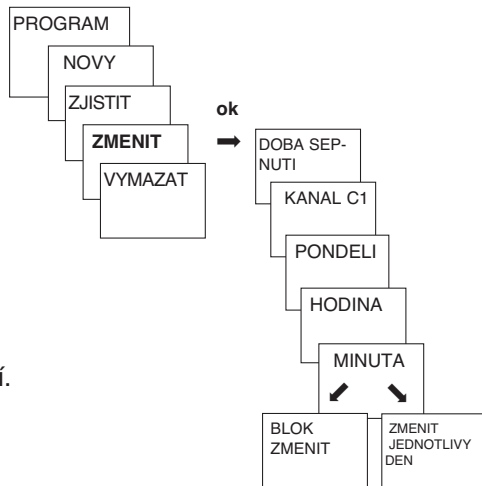 PROGRAM
NOVY
ZJISTIT
ZMENIT
VYMAZAT
ok
DOBA SEP-
NUTI
KANAL C1
PONDELI
HODINA
MINUTA
í.
BLOK
ZMENIT
ZMENIT
JEDNOTLIVY
DEN